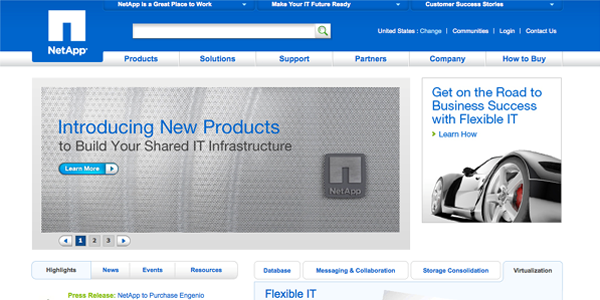 NetApp is a Great Place to Work
Make Your IT Future Ready
Customer Success Stories
NetApp®
United States : Change | Communities | Login | Contact Us
Products
Solutions
Support
Partners
Company
How to Buy
Introducing New Products
to Build Your Shared IT Infrastructure
Learn More
NetApp
1 2 3
Get on the Road to
Business Success
with Flexible IT
Learn How
Highlights
News
Events
Resources
Press Release: NetApp to Purchase Engenio
Database
Messaging & Collaboration
Storage Consolidation
Virtualization
Flexible IT